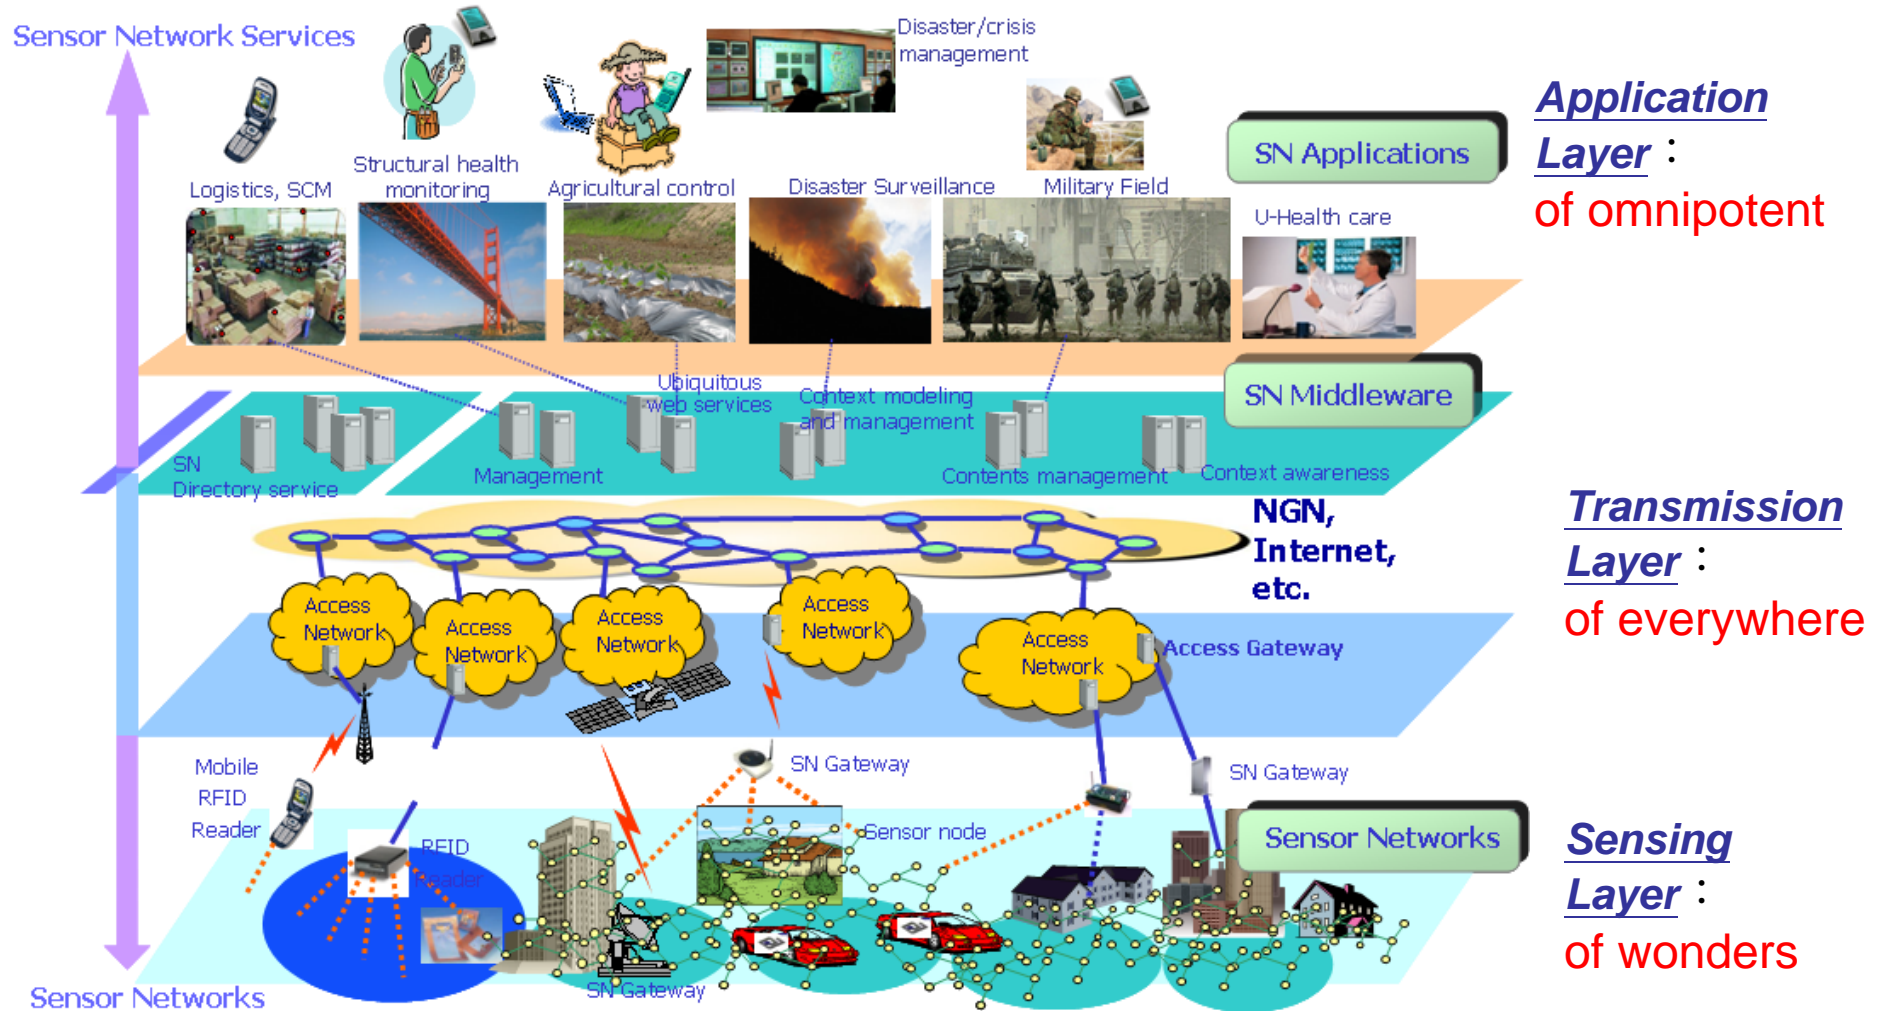 Sensor Network Services
Disaster/crisis
management
Structural health
monitoring
Logistics, SCM
Agricultural control
Disaster Surveillance
Military Field
U-Health care
SN Applications
Application
Layer：
of omnipotent
SN Middleware
Ubiquitous
web services
Context modeling
and management
SN
Directory service
Management
Contents management
Context awareness
NGN,
Internet,
etc.
Transmission
Layer：
of everywhere
Access
Network
Access
Network
Access
Network
Access
Network
Access
Network
Access Gateway
Mobile
RFID
Reader
RFID
Reader
SN Gateway
SN Gateway
Sensor node
Sensor Networks
SN Gateway
Sensing
Layer：
of wonders
Sensor Networks